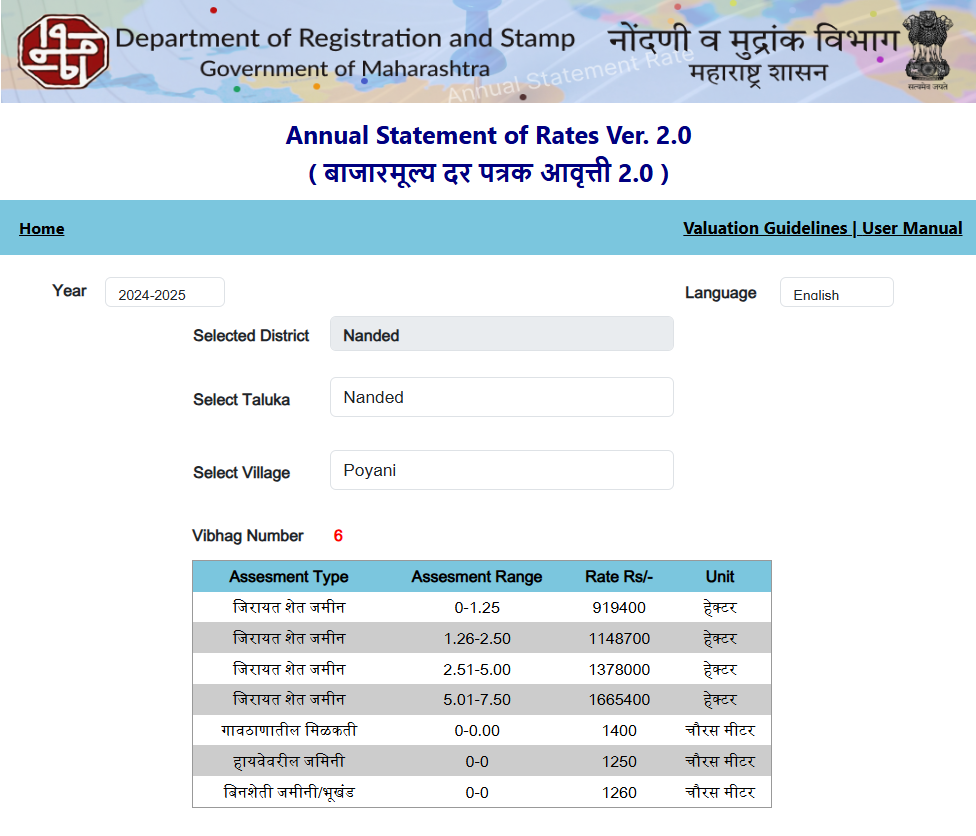 Department of Registration and Stamp
Government of Maharashtra
नोंदणी व मुद्रांक विभाग
महाराष्ट्र शासन
सत्यमेव जयते
Annual Statement Rate
Annual Statement of Rates Ver. 2.0
( बाजारमूल्य दर पत्रक आवृत्ती 2.0 )
Home Valuation Guidelines | User Manual
Year 2024-2025 Language English
Selected District Nanded
Select Taluka Nanded
Select Village Poyani
Vibhag Number 6
Assesment Type Assesment Range Rate Rs/- Unit
जिरायत शेत जमीन 0-1.25 919400 हेक्टर
जिरायत शेत जमीन 1.26-2.50 1148700 हेक्टर
जिरायत शेत जमीन 2.51-5.00 1378000 हेक्टर
जिरायत शेत जमीन 5.01-7.50 1665400 हेक्टर
गावठाणातील मिळकती 0-0.00 1400 चौरस मीटर
हायवेवरील जमिनी 0-0 1250 चौरस मीटर
बिनशेती जमीनी/भूखंड 0-0 1260 चौरस मीटर